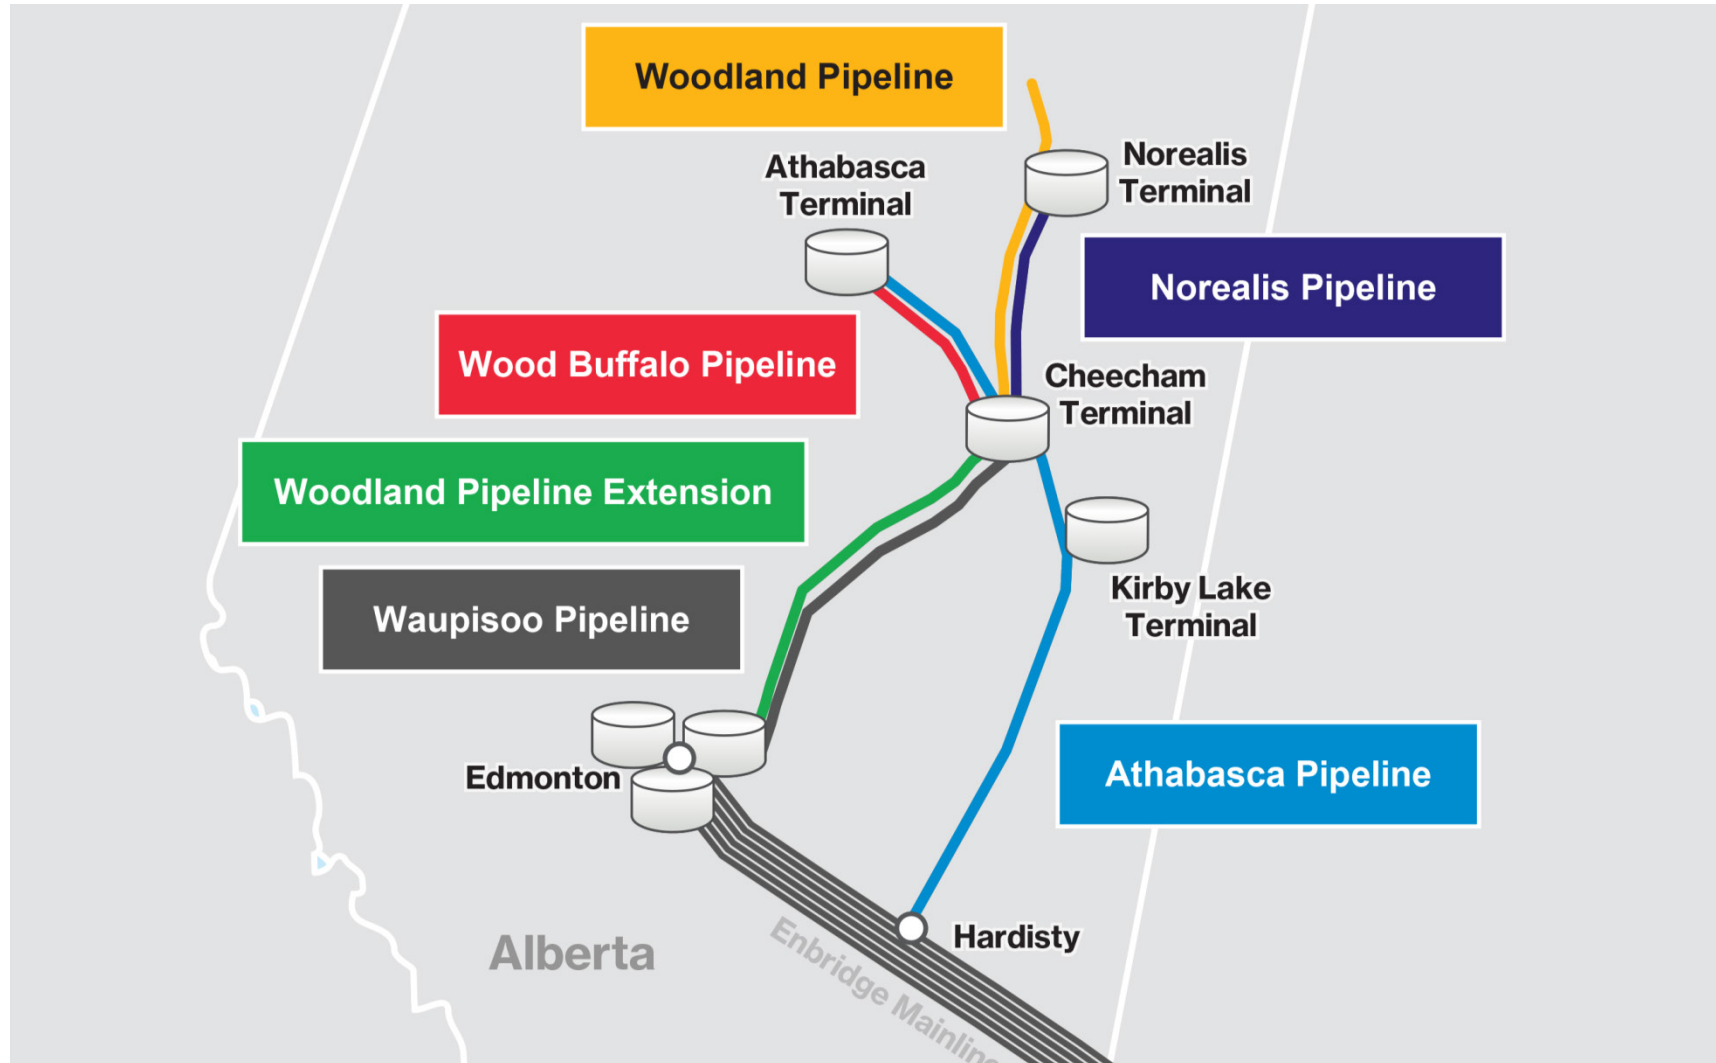 Woodland Pipeline
Athabasca
Terminal
Norealis
Terminal
Norealis Pipeline
Wood Buffalo Pipeline
Cheecham
Terminal
Woodland Pipeline Extension
Kirby Lake
Terminal
Waupisoo Pipeline
Edmonton
Athabasca Pipeline
Hardisty
Alberta
Enbridge Mainline